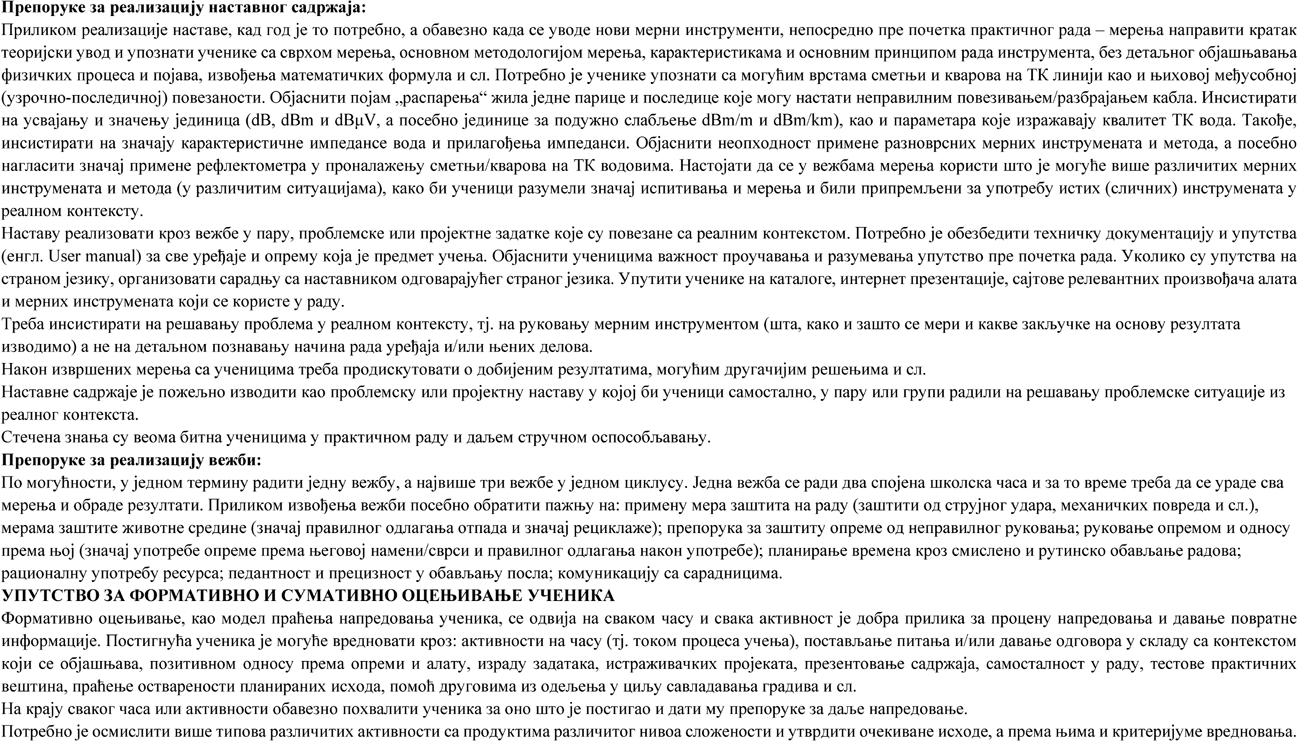 Препоруке за реализацију наставног садржаја:
Приликом реализације наставе, кад год је то потребно, а обавезно када се уводе нови мерни инструменти, непосредно пре почетка практичног рада – мерења направити кратак
теоријски увод и упознати ученике са сврхом мерења, основном методологијом мерења, карактеристикама и основним принципом рада инструмента, без детаљног објашњавања
физичких процеса и појава, извођења математичких формула и сл. Потребно је ученике упознати са могућим врстама сметњи и кварова на ТК линији као и њиховој међусобној
(узрочно-последичној) повезаности. Објаснити појам „распарења“ жила једне парице и последице које могу настати неправилним повезивањем/разбрајањем кабла. Инсистирати
на усвајању и значењу јединица (dB, dBm и dBµV, а посебно јединице за подужно слабљење dBm/m и dBm/km), као и параметара које изражавају квалитет ТК вода. Такође,
инсистирати на значају карактеристичне импедансе вода и прилагођења импеданси. Објаснити неопходност примене разноврсних мерних инструмената и метода, а посебно
нагласити значај примене рефлектометра у проналажењу сметњи/кварова на ТК водовима. Настојати да се у вежбама мерења користи што је могуће више различитих мерних
инструмената и метода (у различитим ситуацијама), како би ученици разумели значај испитивања и мерења и били припремљени за употребу истих (сличних) инструмената у
реалном контексту.
Наставу реализовати кроз вежбе у пару, проблемске или пројектне задатке које су повезане са реалним контекстом. Потребно је обезбедити техничку документацију и упутства
(енгл. User manual) за све уређаје и опрему која је предмет учења. Објаснити ученицима важност проучавања и разумевања упутство пре почетка рада. Уколико су упутства на
страном језику, организовати сарадњу са наставником одговарајућег страног језика. Упутити ученике на каталоге, интернет презентације, сајтове релевантних произвођача алата
и мерних инструмената који се користе у раду.
Треба инсистирати на решавању проблема у реалном контексту, тј. на руковању мерним инструментом (шта, како и зашто се мери и какве закључке на основу резултата
изводимо) а не на детаљном познавању начина рада уређаја и/или њених делова.
Након извршених мерења са ученицима треба продискутовати о добијеним резултатима, могућим другачијим решењима и сл.
Наставне садржаје је пожељно изводити као проблемску или пројектну наставу у којој би ученици самостално, у пару или групи радили на решавању проблемске ситуације из
реалног контекста.
Стечена знања су веома битна ученицима у практичном раду и даљем стручном оспособљавању.
Препоруке за реализацију вежби:
По могућности, у једном термину радити једну вежбу, а највише три вежбе у једном циклусу. Једна вежба се ради два спојена школска часа и за то време треба да се ураде сва
мерења и обраде резултати. Приликом извођења вежби посебно обратити пажњу на: примену мера заштита на раду (заштити од струјног удара, механичких повреда и сл.),
мерама заштите животне средине (значај правилног одлагања отпада и значај рециклаже); препорука за заштиту опреме од неправилног руковања; руковање опремом и односу
према њој (значај употребе опреме према његовој намени/сврси и правилног одлагања након употребе); планирање времена кроз смислено и рутинско обављање радова;
рационалну употребу ресурса; педантност и прецизност у обављању посла; комуникацију са сарадницима.
УПУТСТВО ЗА ФОРМАТИВНО И СУМАТИВНО ОЦЕЊИВАЊЕ УЧЕНИКА
Формативно оцењивање, као модел праћења напредовања ученика, се одвија на сваком часу и свака активност је добра прилика за процену напредовања и давање повратне
информације. Постигнућа ученика је могуће вредновати кроз: активности на часу (тј. током процеса учења), постављање питања и/или давање одговора у складу са контекстом
који се објашњава, позитивном односу према опреми и алату, израду задатака, истраживачких пројеката, презентовање садржаја, самосталност у раду, тестове практичних
вештина, праћење остварености планираних исхода, помоћ друговима из одељења у циљу савладавања градива и сл.
На крају сваког часа или активности обавезно похвалити ученика за оно што је постигао и дати му препоруке за даље напредовање.
Потребно је осмислити више типова различитих активности са продуктима различитог нивоа сложености и утврдити очекиване исходе, а према њима и критеријуме вредновања.